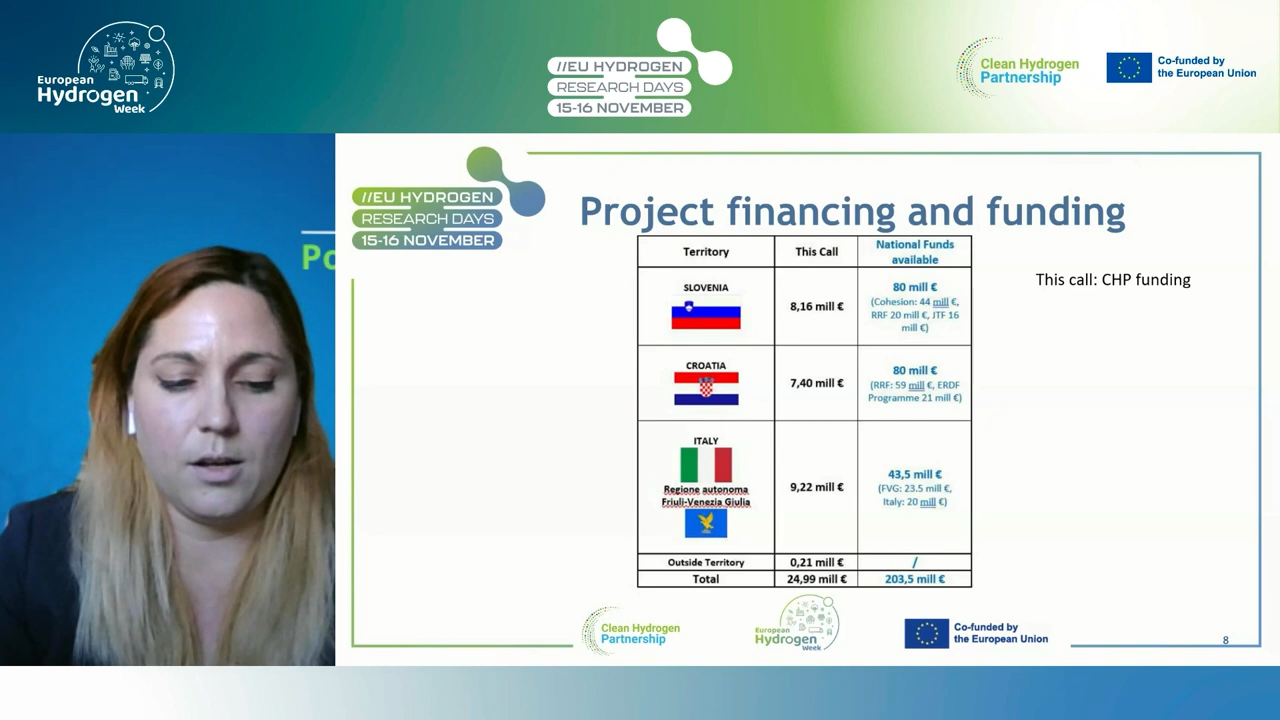 European
Hydrogen
Week
//EU HYDROGEN
RESEARCH DAYS
15-16 NOVEMBER
Clean Hydrogen
Partnership
Co-funded by
the European Union
Po
//EU HYDROGEN
RESEARCH DAYS
15-16 NOVEMBER
Project financing and funding
Territory
This Call
National Funds
available
SLOVENIA
8,16 mill €
80 mill €
(Cohesion: 44 mill €,
RRF 20 mill €, JTF 16
mill €)
CROATIA
7,40 mill €
80 mill €
(RRF: 59 mill €, ERDF
Programme 21 mill €)
ITALY
Regione autonoma
Friuli-Venezia Giulia
9,22 mill €
43,5 mill €
(FVG: 23.5 mill €,
Italy: 20 mill €)
Outside Territory
0,21 mill €
/
Total
24,99 mill €
203,5 mill €
This call: CHP funding
Clean Hydrogen
Partnership
European
Hydrogen
Week
Co-funded by
the European Union
8